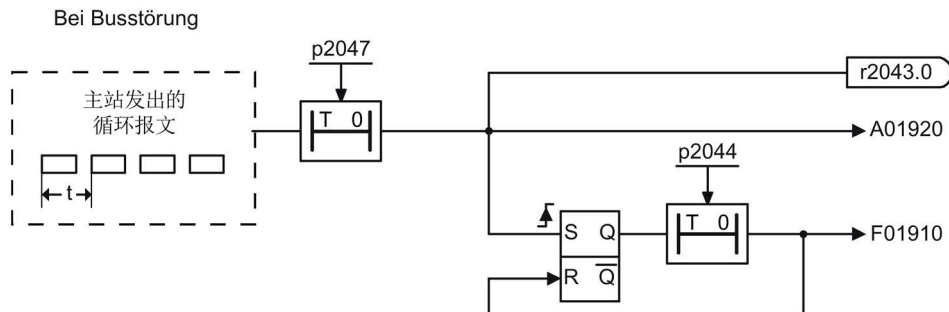 Bei Busstörung
p2047
r2043.0
主站发出的
循环报文
T 0
A01920
p2044
t
S Q
T 0
F01910
R Q̅